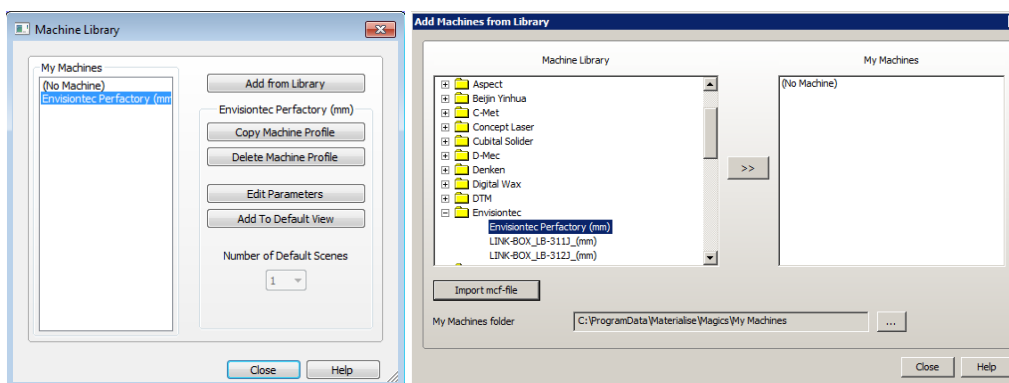 Machine Library
My Machines
(No Machine)
Envisiontec Perfactory (mm
Add from Library
Envisiontec Perfactory (mm)
Copy Machine Profile
Delete Machine Profile
Edit Parameters
Add To Default View
Number of Default Scenes
1
Close
Help
Add Machines from Library
Machine Library
Aspect
Beijin Yinhua
C-Met
Concept Laser
Cubital Solider
D-Mec
Denken
Digital Wax
DTM
Envisiontec
Envisiontec Perfactory (mm)
LINK-BOX_LB-311J_(mm)
LINK-BOX_LB-312J_(mm)
>>
My Machines
(No Machine)
Import mcf-file
My Machines folder
C:\ProgramData\Materialise\Magics\My Machines
...
Close
Help